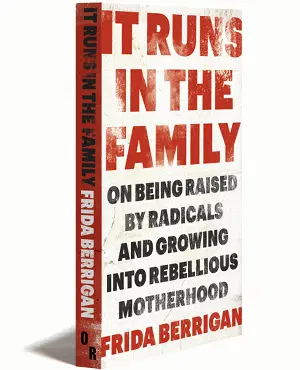 IT RUNS IN THE FAMILY FRIDA BERRIGAN
O
R
IT RUNS
IN THE
FAMILY
ON BEING RAISED
BY RADICALS
AND GROWING
INTO REBELLIOUS
MOTHERHOOD
FRIDA BERRIGAN